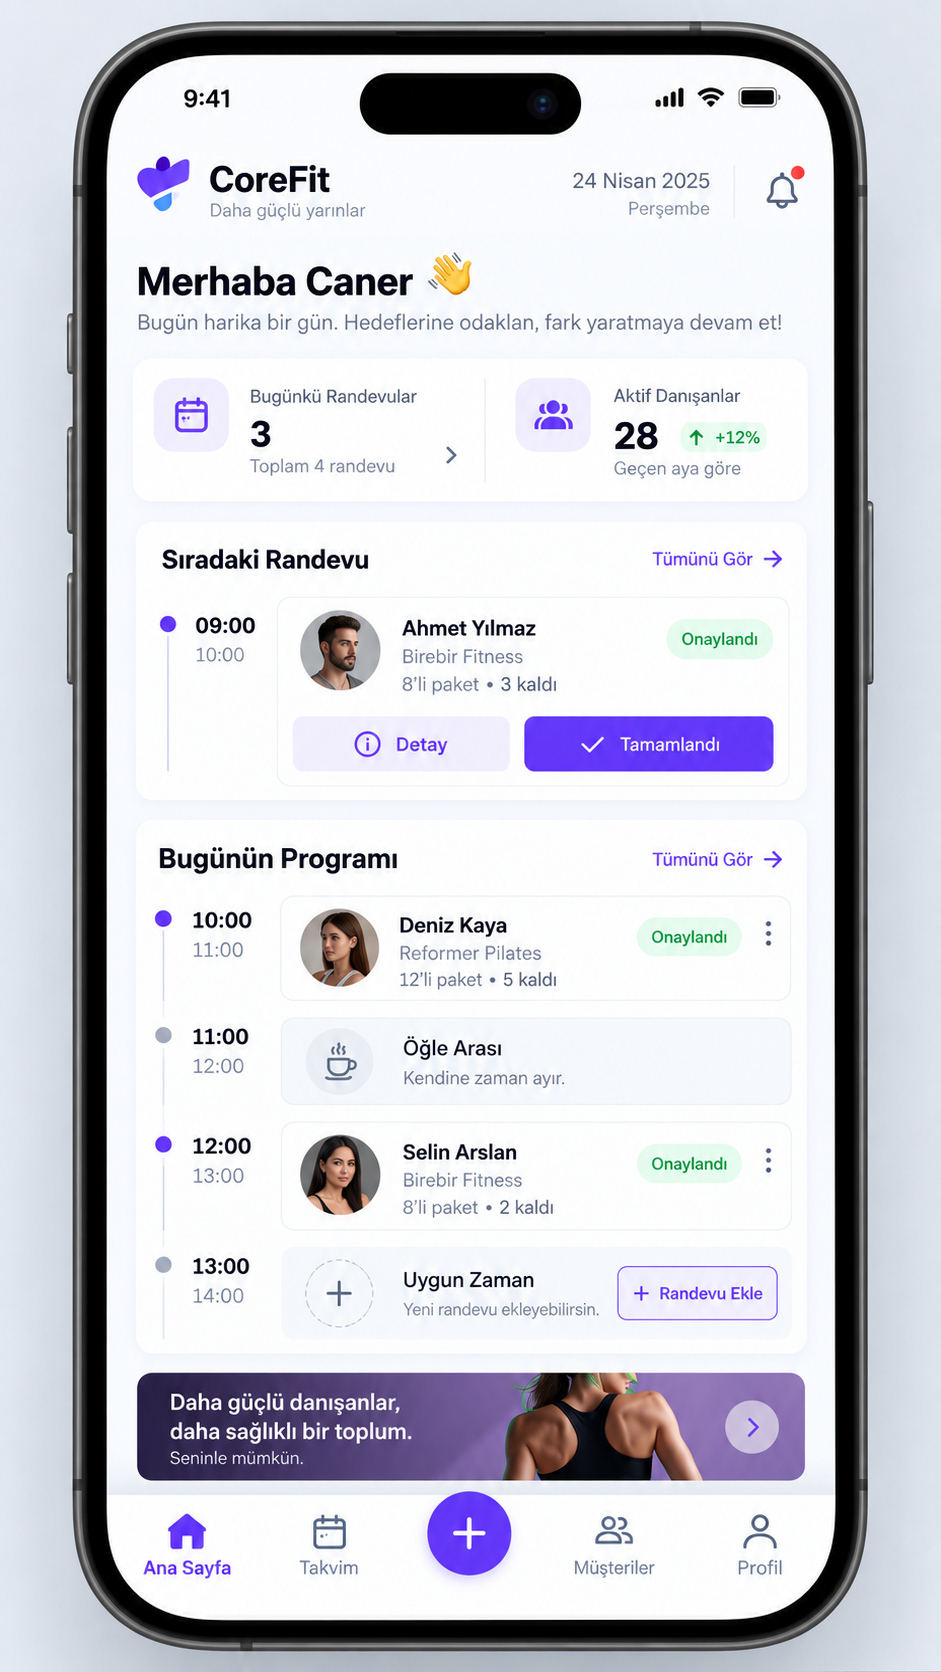 9:41
CoreFit
Daha güçlü yarınlar
24 Nisan 2025
Perşembe
Merhaba Caner 👋
Bugün harika bir gün. Hedeflerine odaklan, fark yaratmaya devam et!
Bugünkü Randevular
3
Toplam 4 randevu
Aktif Danışanlar
28
+12%
Geçen aya göre
Sıradaki Randevu
Tümünü Gör
09:00
10:00
Ahmet Yılmaz
Birebir Fitness
8'li paket • 3 kaldı
Onaylandı
Detay
Tamamlandı
Bugünün Programı
Tümünü Gör
10:00
11:00
Deniz Kaya
Reformer Pilates
12'li paket • 5 kaldı
Onaylandı
11:00
12:00
Öğle Arası
Kendine zaman ayır.
12:00
13:00
Selin Arslan
Birebir Fitness
8'li paket • 2 kaldı
Onaylandı
13:00
14:00
Uygun Zaman
Yeni randevu ekleyebilirsin.
+ Randevu Ekle
Daha güçlü danışanlar,
daha sağlıklı bir toplum.
Seninle mümkün.
Ana Sayfa
Takvim
Müşteriler
Profil